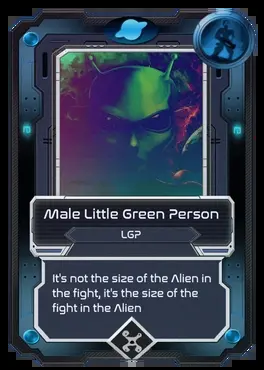 Male Little Green Person
LGP
It's not the size of the Alien in
the fight, it's the size of the
fight in the Alien